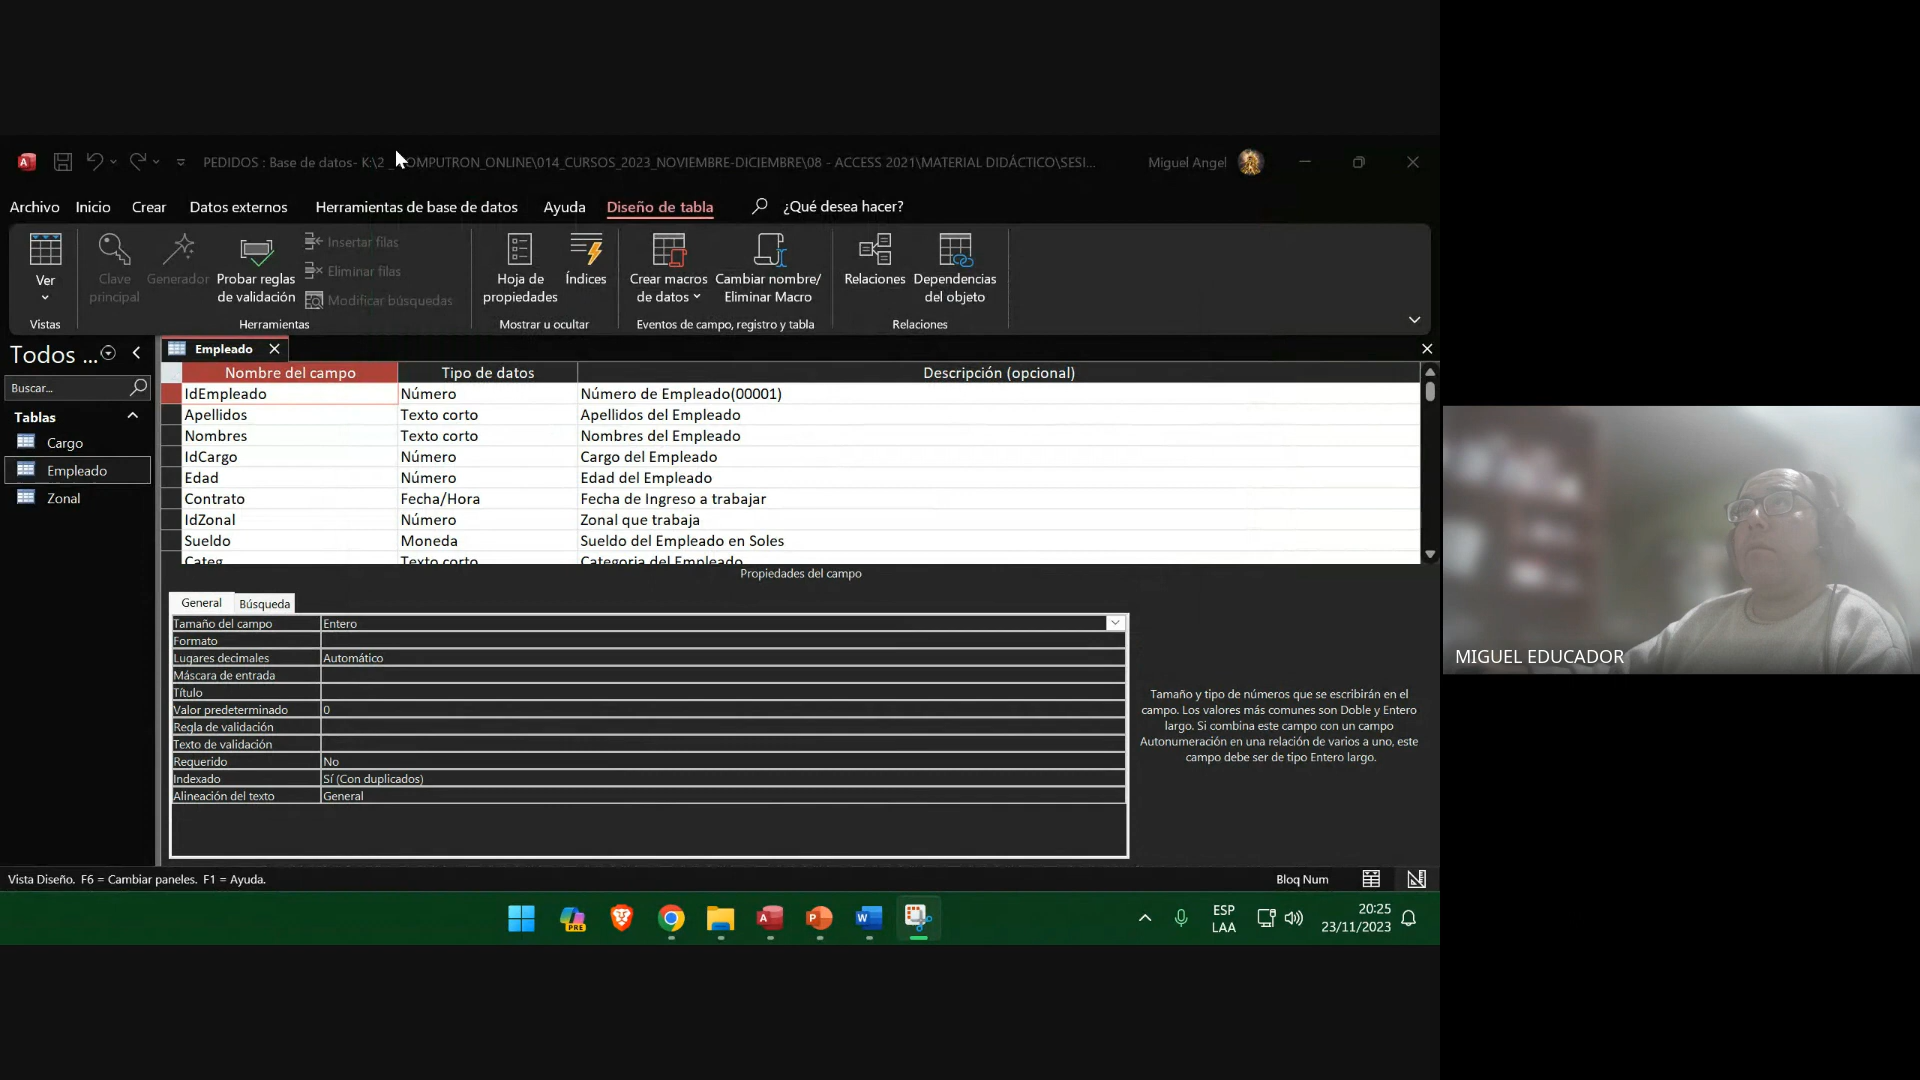 PEDIDOS : Base de datos- K:\2_COMPUTRON_ONLINE\014_CURSOS_2023_NOVIEMBRE-DICIEMBRE\08 - ACCESS 2021\MATERIAL DIDÁCTICO\SESI...
Miguel Angel
Archivo Inicio Crear Datos externos Herramientas de base de datos Ayuda Diseño de tabla ¿Qué desea hacer?
Ver
Clave principal
Generador
Probar reglas de validación
Insertar filas
Eliminar filas
Modificar búsquedas
Hoja de propiedades
Índices
Crear macros de datos
Cambiar nombre/ Eliminar Macro
Relaciones
Dependencias del objeto
Vistas Herramientas Mostrar u ocultar Eventos de campo, registro y tabla Relaciones
Todos ...
Buscar...
Tablas
Cargo
Empleado
Zonal
Empleado
Nombre del campo Tipo de datos Descripción (opcional)
IdEmpleado Número Número de Empleado(00001)
Apellidos Texto corto Apellidos del Empleado
Nombres Texto corto Nombres del Empleado
IdCargo Número Cargo del Empleado
Edad Número Edad del Empleado
Contrato Fecha/Hora Fecha de Ingreso a trabajar
IdZonal Número Zonal que trabaja
Sueldo Moneda Sueldo del Empleado en Soles
Categ Texto corto Categoria del Empleado
Propiedades del campo
General Búsqueda
Tamaño del campo Entero
Formato
Lugares decimales Automático
Máscara de entrada
Título
Valor predeterminado 0
Regla de validación
Texto de validación
Requerido No
Indexado Sí (Con duplicados)
Alineación del texto General
Tamaño y tipo de números que se escribirán en el
campo. Los valores más comunes son Doble y Entero
largo. Si combina este campo con un campo
Autonumeración en una relación de varios a uno, este
campo debe ser de tipo Entero largo.
Vista Diseño. F6 = Cambiar paneles. F1 = Ayuda.
Bloq Num
PRE
ESP
LAA
20:25
23/11/2023
MIGUEL EDUCADOR